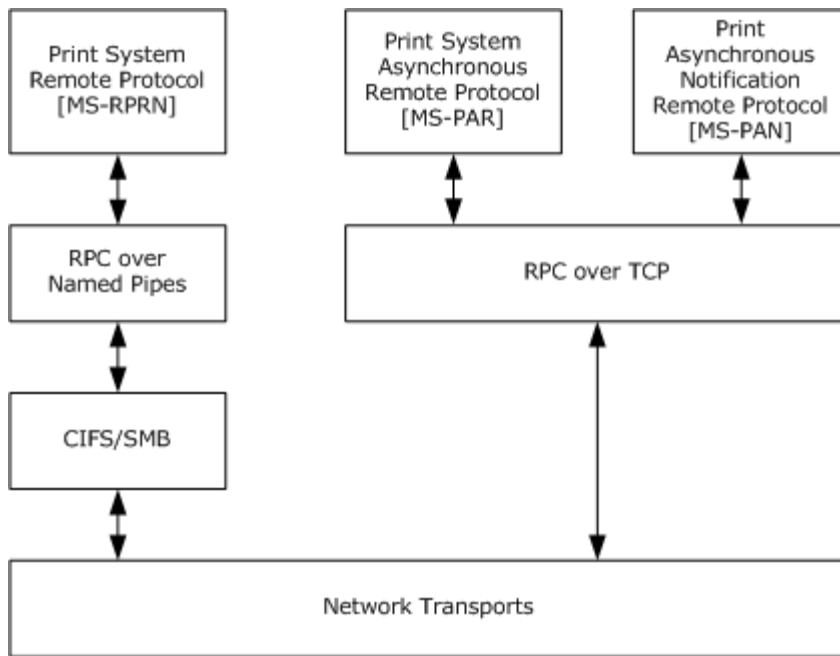 Print System
Remote Protocol
[MS-RPRN]
Print System
Asynchronous
Remote Protocol
[MS-PAR]
Print
Asynchronous
Notification
Remote Protocol
[MS-PAN]
RPC over
Named Pipes
RPC over TCP
CIFS/SMB
Network Transports